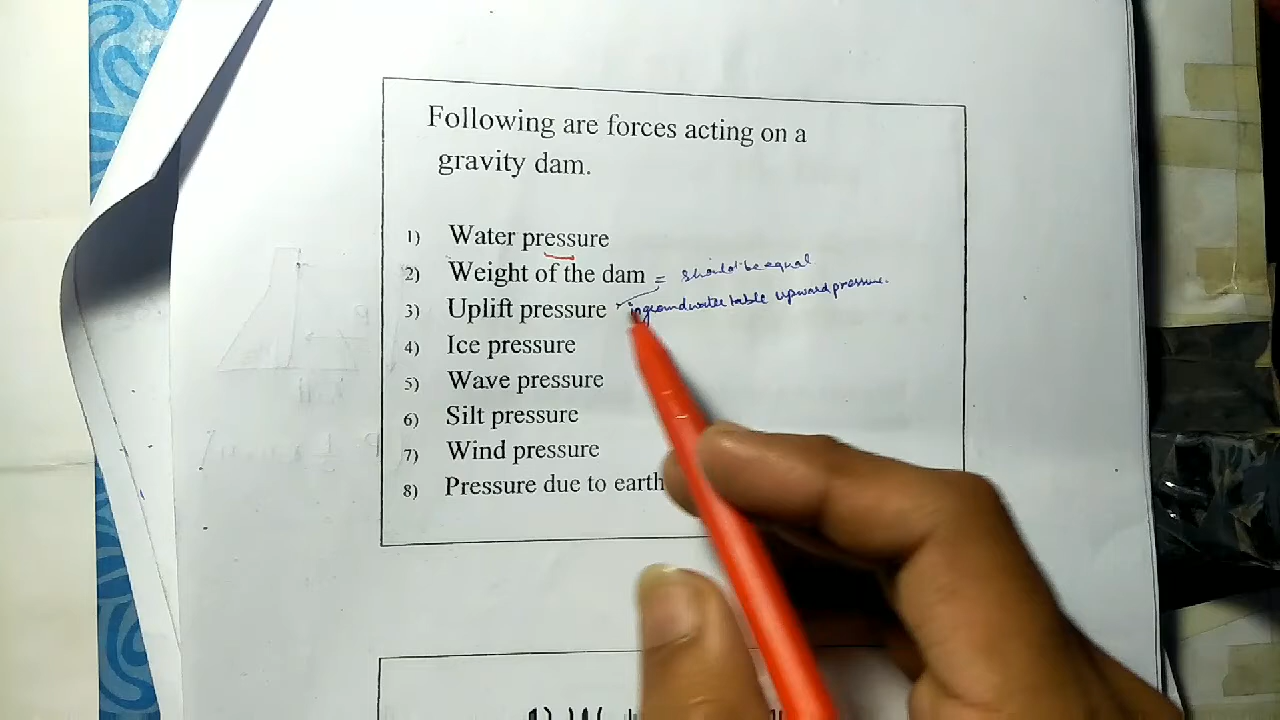 Following are forces acting on a
gravity dam.
1) Water pressure
2) Weight of the dam = should be equal
3) Uplift pressure in groundwater table upward pressure.
4) Ice pressure
5) Wave pressure
6) Silt pressure
7) Wind pressure
8) Pressure due to earth